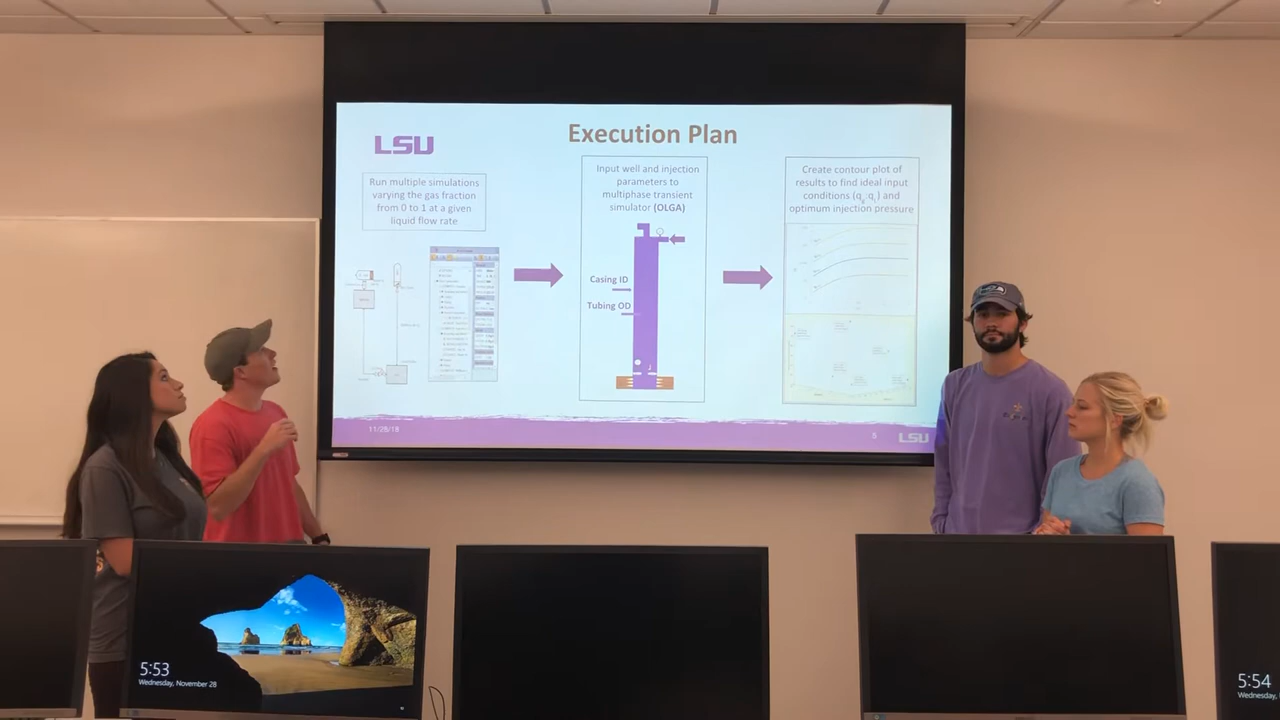 LSU
Execution Plan
Run multiple simulations
varying the gas fraction
from 0 to 1 at a given
liquid flow rate
Input well and injection
parameters to
multiphase transient
simulator (OLGA)
Casing ID
Tubing OD
Create contour plot of
results to find ideal input
conditions (q
optimum injection pressure
11/28/18
5
LSU
5:53
Wednesday, November 28
5:54
Wednesday,